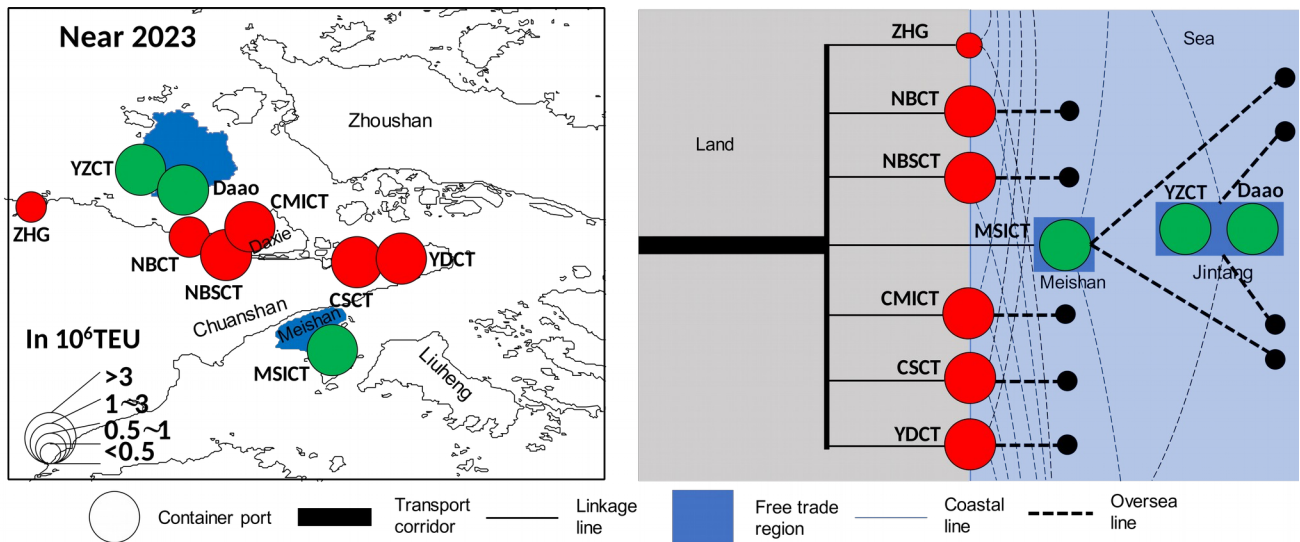 Near 2023
Zhoushan
YZCT
Daao
CMICT
ZHG
NBCT
Daxie
NBSCT
CSCT
YDCT
Chuanshan
Meishan
MSICT
Liuheng
In 10⁶TEU
>3
1~3
0.5~1
<0.5
ZHG
Sea
NBCT
Land
NBSCT
YZCT
Daao
MSICT
Meishan
Jintang
CMICT
CSCT
YDCT
Container port
Transport
corridor
Linkage
line
Free trade
region
Coastal
line
Oversea
line